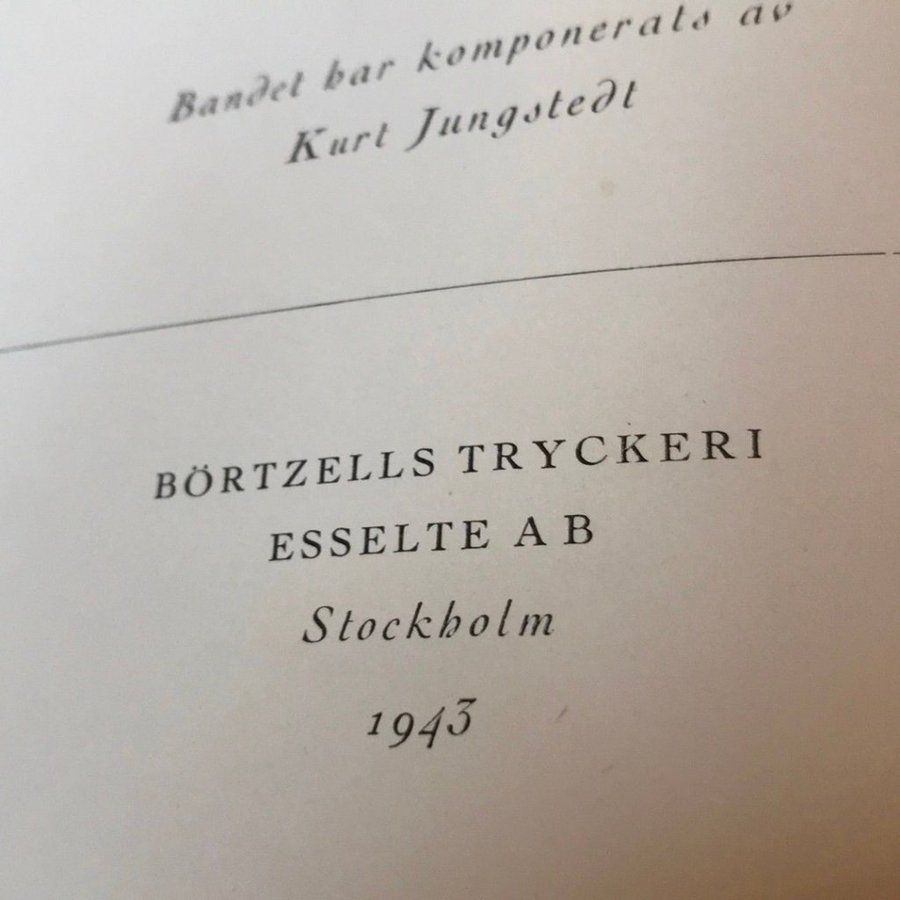 Bandet har komponerats av
Kurt Jungstedt
BÖRTZELLS TRYCKERI
ESSELTE AB
Stockholm
1943